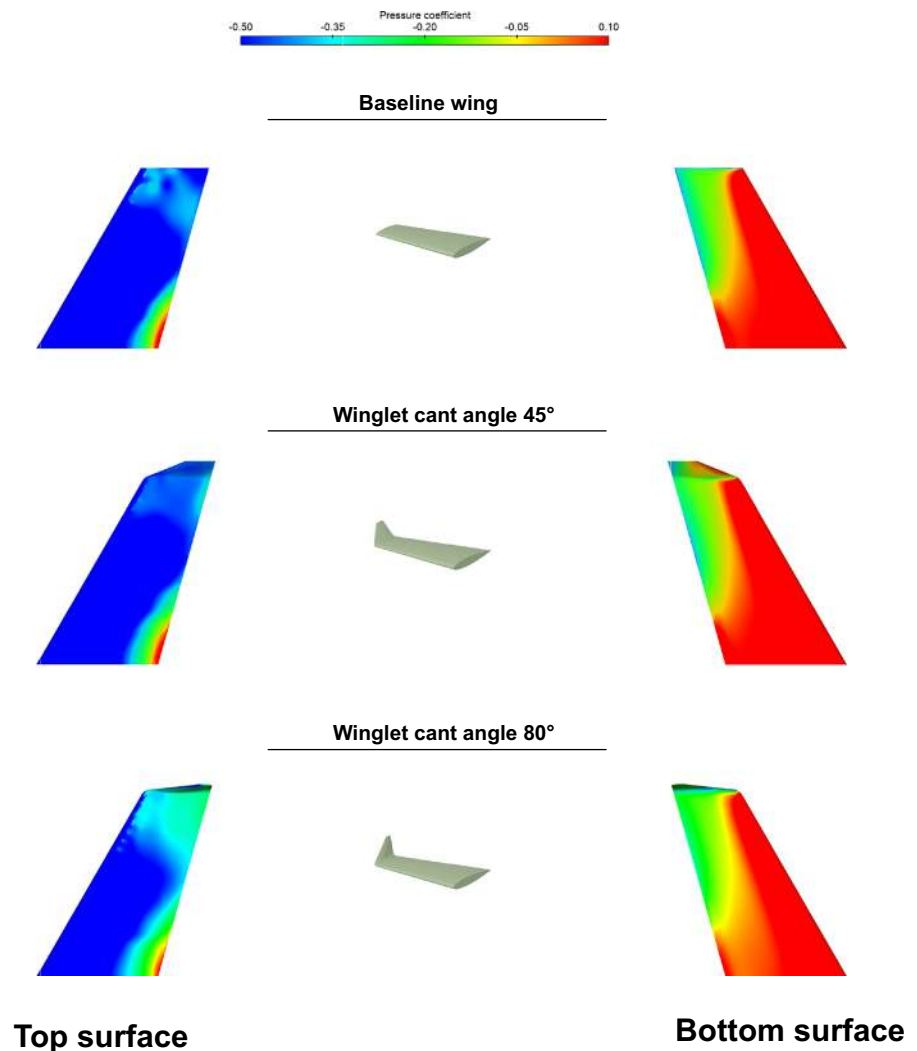 Pressure coefficient
-0.50 -0.35 -0.20 -0.05 0.10
Baseline wing
Winglet cant angle 45°
Winglet cant angle 80°
Top surface
Bottom surface